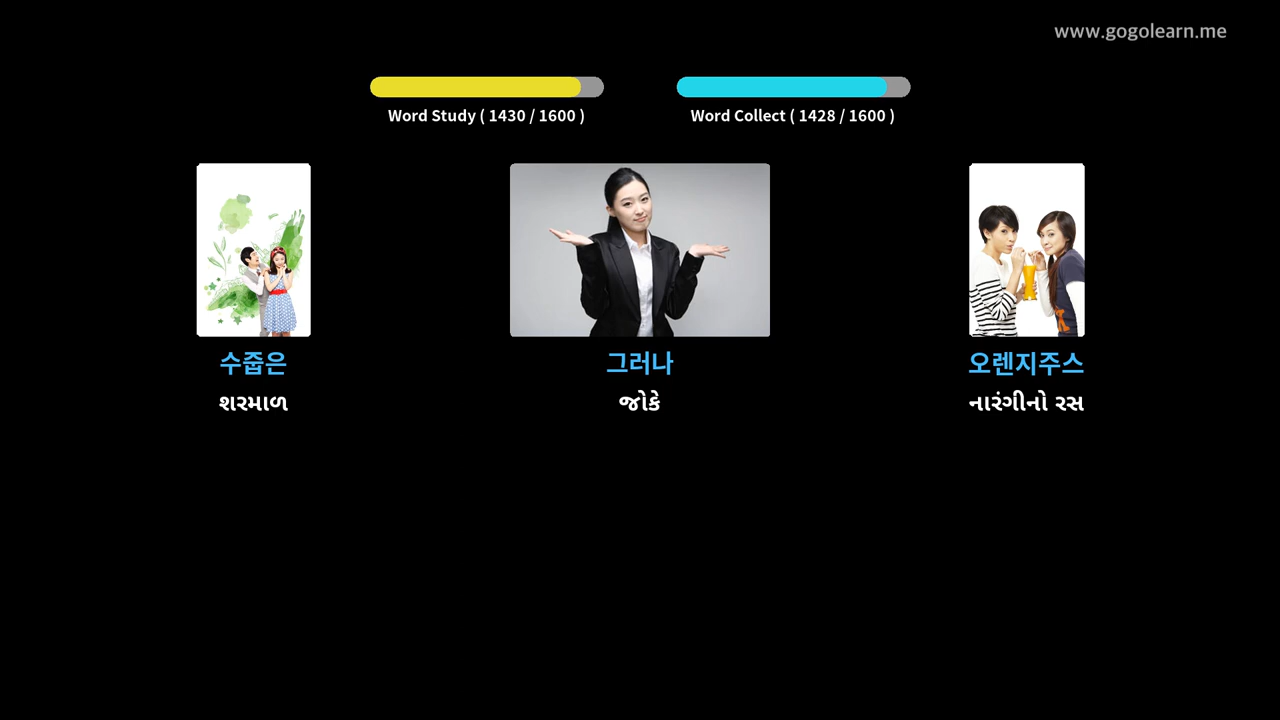 www.gogolearn.me
Word Study ( 1430 / 1600 )
Word Collect ( 1428 / 1600 )
수줍은
શરમાળ
그러나
જોકે
오렌지주스
નારંગીનો રસ